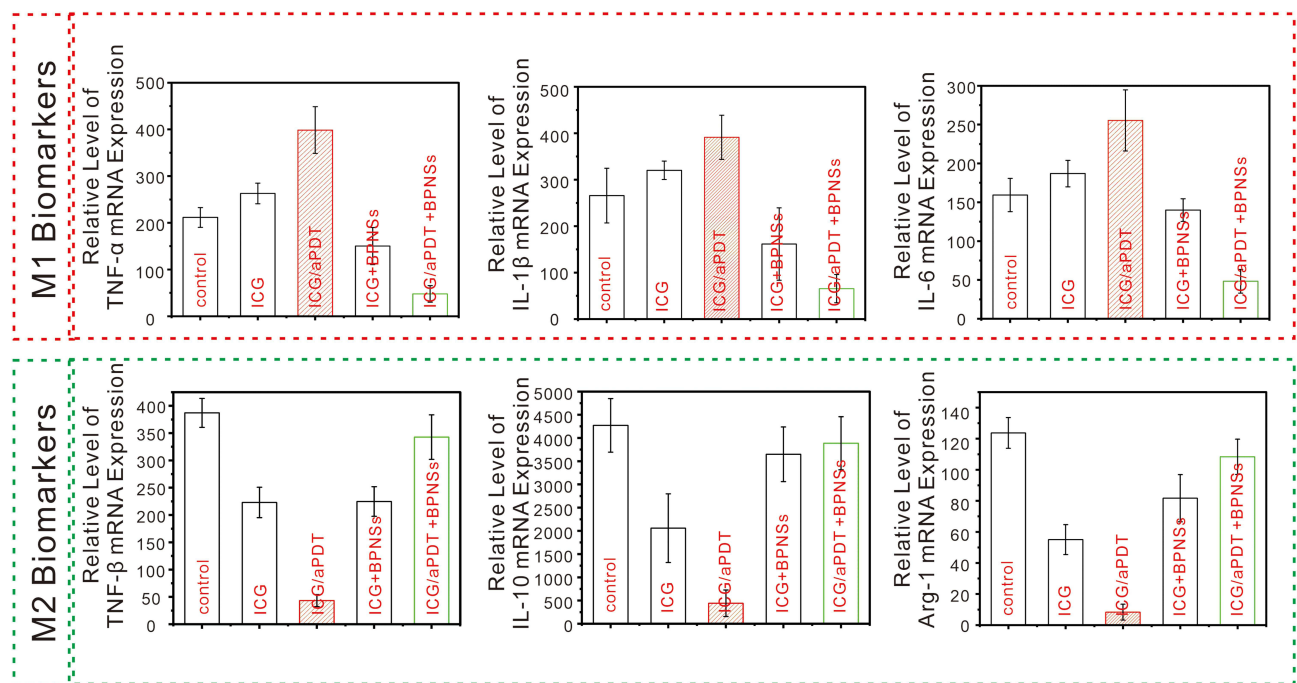 M1 Biomarkers
Relative Level of
TNF-α mRNA Expression
500
400
300
200
100
0
control
ICG
ICG/aPDT
ICG+BPNSs
ICG/aPDT +BPNSs
Relative Level of
IL-1β mRNA Expression
500
400
300
200
100
0
control
ICG
ICG/aPDT
ICG+BPNSs
ICG/aPDT +BPNSs
Relative Level of
IL-6 mRNA Expression
300
250
200
150
100
50
0
control
ICG
ICG/aPDT
ICG+BPNSs
ICG/aPDT +BPNSs
M2 Biomarkers
Relative Level of
TNF-β mRNA Expression
400
350
300
250
200
150
100
50
0
control
ICG
ICG/aPDT
ICG+BPNSs
ICG/aPDT +BPNSs
Relative Level of
IL-10 mRNA Expression
5000
4500
4000
3500
3000
2500
2000
1500
1000
500
0
control
ICG
ICG/aPDT
ICG+BPNSs
ICG/aPDT +BPNSs
Relative Level of
Arg-1 mRNA Expression
140
120
100
80
60
40
20
0
control
ICG
ICG/aPDT
ICG+BPNSs
ICG/aPDT +BPNSs